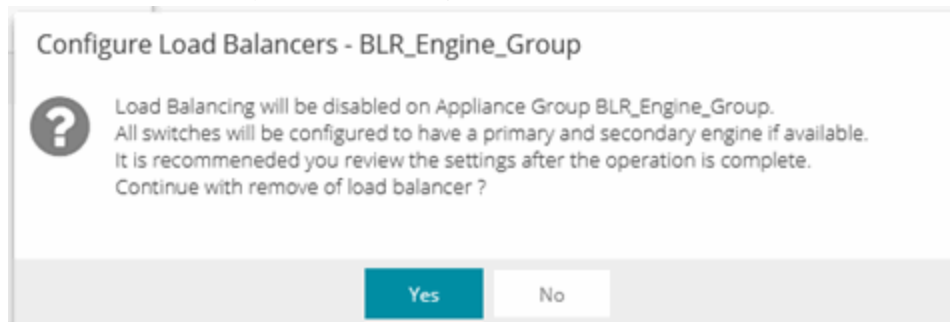 Configure Load Balancers - BLR_Engine_Group
Load Balancing will be disabled on Appliance Group BLR_Engine_Group.
All switches will be configured to have a primary and secondary engine if available.
It is recommeneded you review the settings after the operation is complete.
Continue with remove of load balancer ?
Yes No